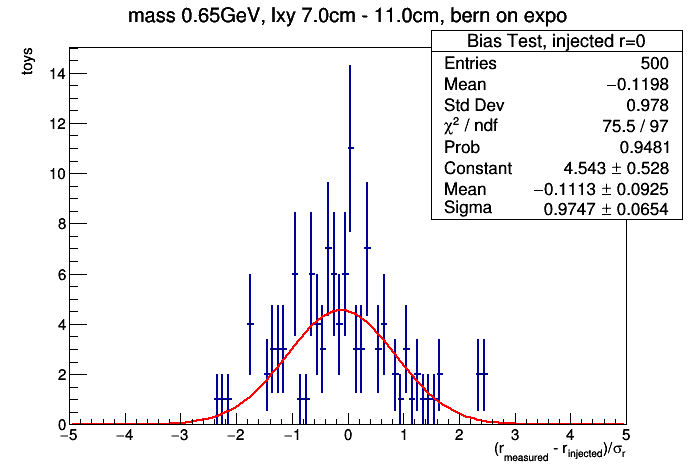 mass 0.65GeV, lxy 7.0cm - 11.0cm, bern on expo
Bias Test, injected r=0
Entries 500
Mean −0.1198
Std Dev 0.978
χ² / ndf 75.5 / 97
Prob 0.9481
Constant 4.543 ± 0.528
Mean −0.1113 ± 0.0925
Sigma 0.9747 ± 0.0654
toys
14
12
10
8
6
4
2
0
−5 −4 −3 −2 −1 0 1 2 3 4 5
(r_measured - r_injected)/σ_r